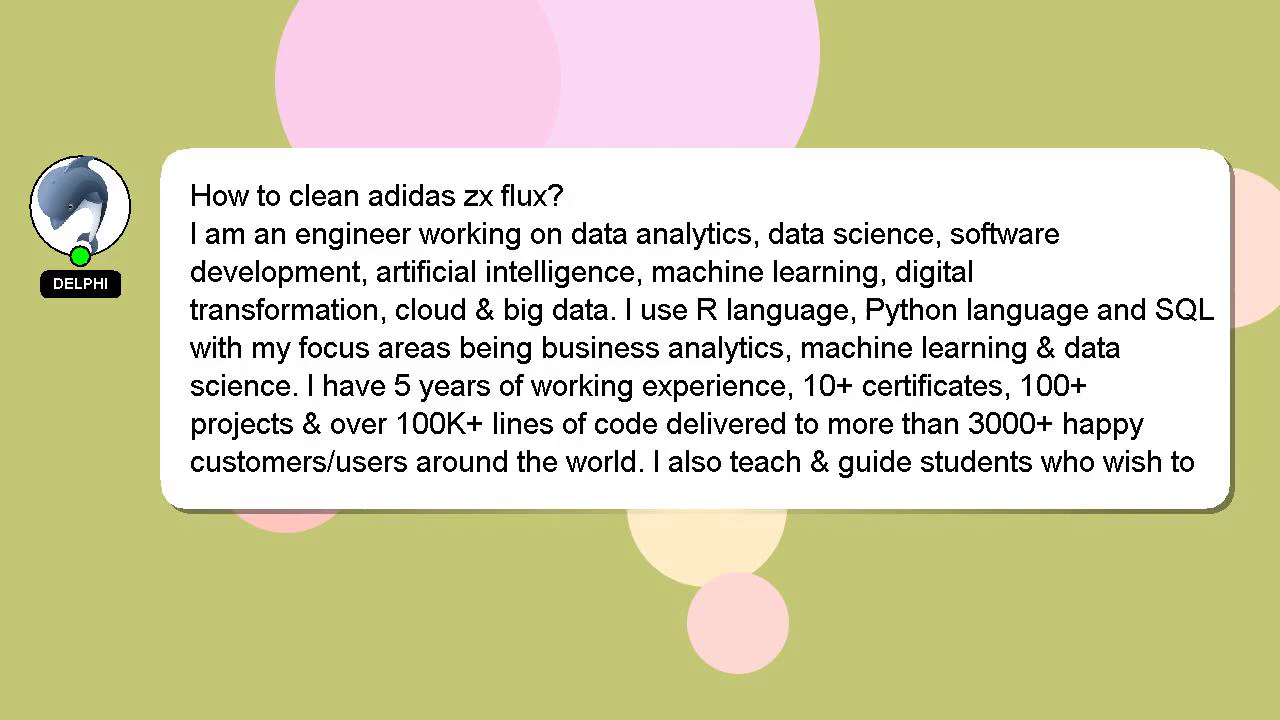 How to clean adidas zx flux?
I am an engineer working on data analytics, data science, software
development, artificial intelligence, machine learning, digital
transformation, cloud & big data. I use R language, Python language and SQL
with my focus areas being business analytics, machine learning & data
science. I have 5 years of working experience, 10+ certificates, 100+
projects & over 100K+ lines of code delivered to more than 3000+ happy
customers/users around the world. I also teach & guide students who wish to
DELPHI